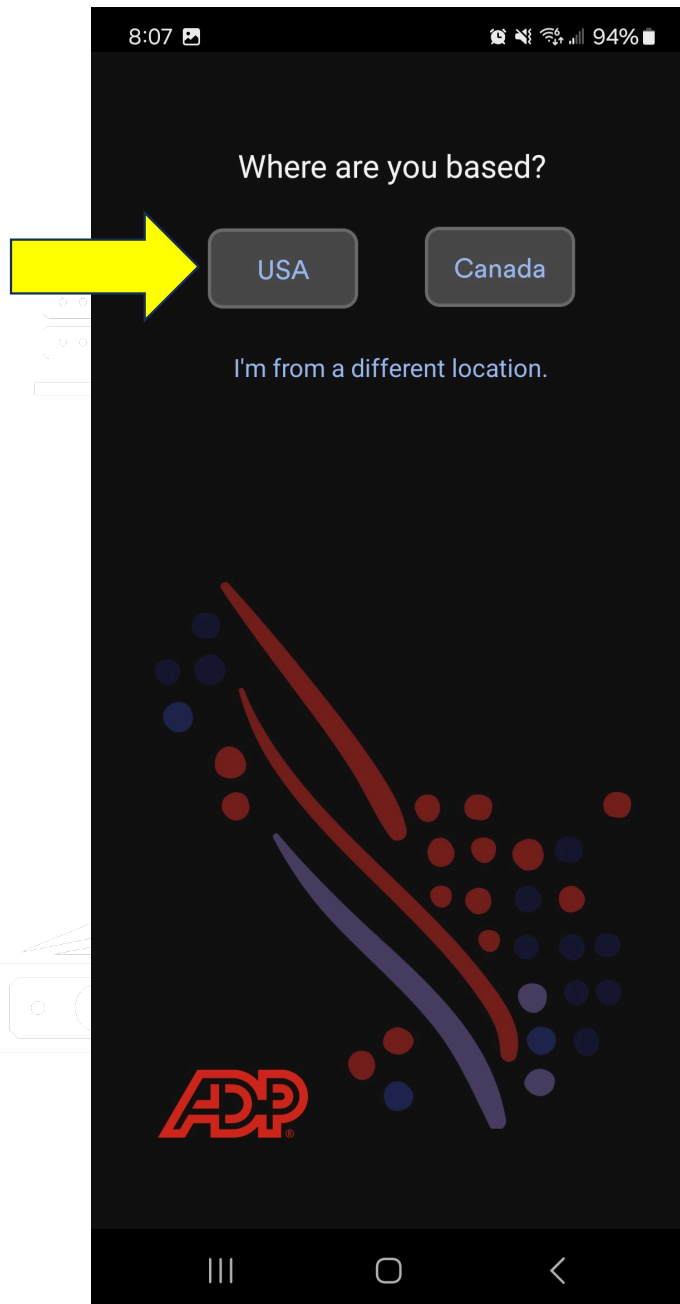 8:07
94%
Where are you based?
USA
Canada
I'm from a different location.
ADP®